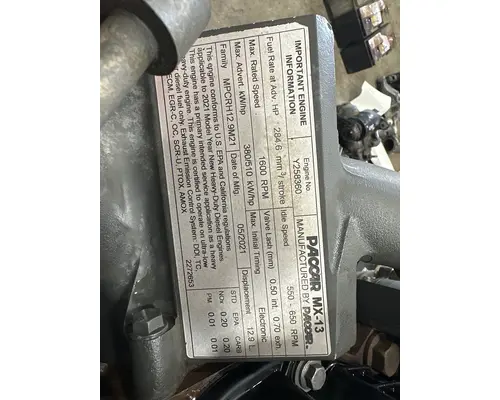 IMPORTANT ENGINE INFORMATION
PACCAR MX-13
MANUFACTURED BY PACCAR
Engine No. Y258360
Idle Speed 550 - 650 RPM
Fuel Rate at Adv. HP 284.6 mm³/ stroke
Valve Lash (mm) 0.50 int. 0.70 exh.
Max. Rated Speed 1600 RPM
Max. Initial Timing Electronic
Max. Advert. kW/hp 380/510 kW/hp
Displacement 12.9 L.
Family MPCRH12.9M21
Date of Mfg. 05/2021
This engine conforms to U.S. EPA and California regulations
applicable to 2021 Model Year New Heavy-Duty Diesel Engines.
This engine has a primary intended service application as a heavy
heavy-duty engine. This engine is certified to operate on ultra-low
diesel fuel only. Exhaust Emission Control System: DDI, TC,
ECM, EGR-C, OC, SCR-U, PTOX, AMOX
2272653
STD EPA CARB
NOx 0.20 0.20
PM 0.01 0.01